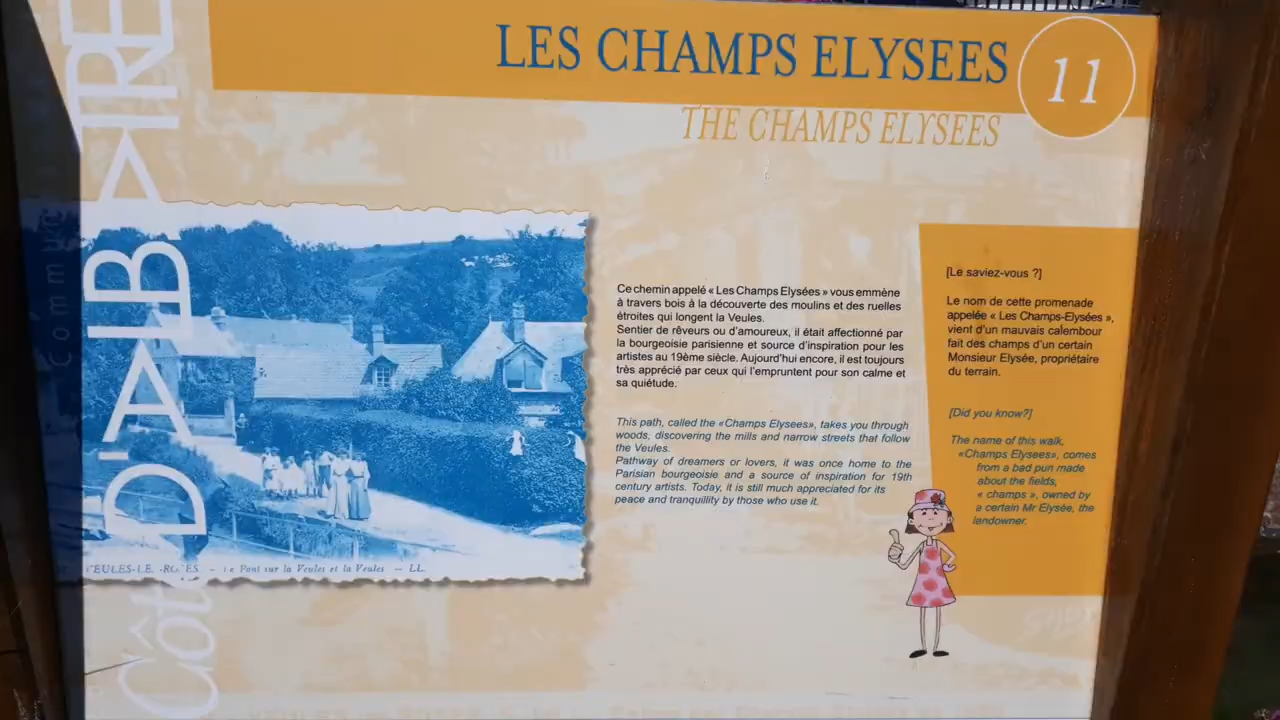 LES CHAMPS ELYSEES
11
THE CHAMPS ELYSEES
Côte D'ALBATRE
Ce chemin appelé « Les Champs Elysées » vous emmène
à travers bois à la découverte des moulins et des ruelles
étroites qui longent la Veules.
Sentier de rêveurs ou d'amoureux, il était affectionné par
la bourgeoisie parisienne et source d'inspiration pour les
artistes au 19ème siècle. Aujourd'hui encore, il est toujours
très apprécié par ceux qui l'empruntent pour son calme et
sa quiétude.
This path, called the «Champs Elysees», takes you through
woods, discovering the mills and narrow streets that follow
the Veules.
Pathway of dreamers or lovers, it was once home to the
Parisian bourgeoisie and a source of inspiration for 19th
century artists. Today, it is still much appreciated for its
peace and tranquillity by those who use it.
[Le saviez-vous ?]
Le nom de cette promenade
appelée « Les Champs-Elysées »,
vient d'un mauvais calembour
fait des champs d'un certain
Monsieur Elysée, propriétaire
du terrain.
[Did you know?]
The name of this walk,
«Champs Elysees», comes
from a bad pun made
about the fields,
« champs », owned by
a certain Mr Elysée, the
landowner.
VEULES-LES-ROSES - Le Pont sur la Veules et la Veules - LL.